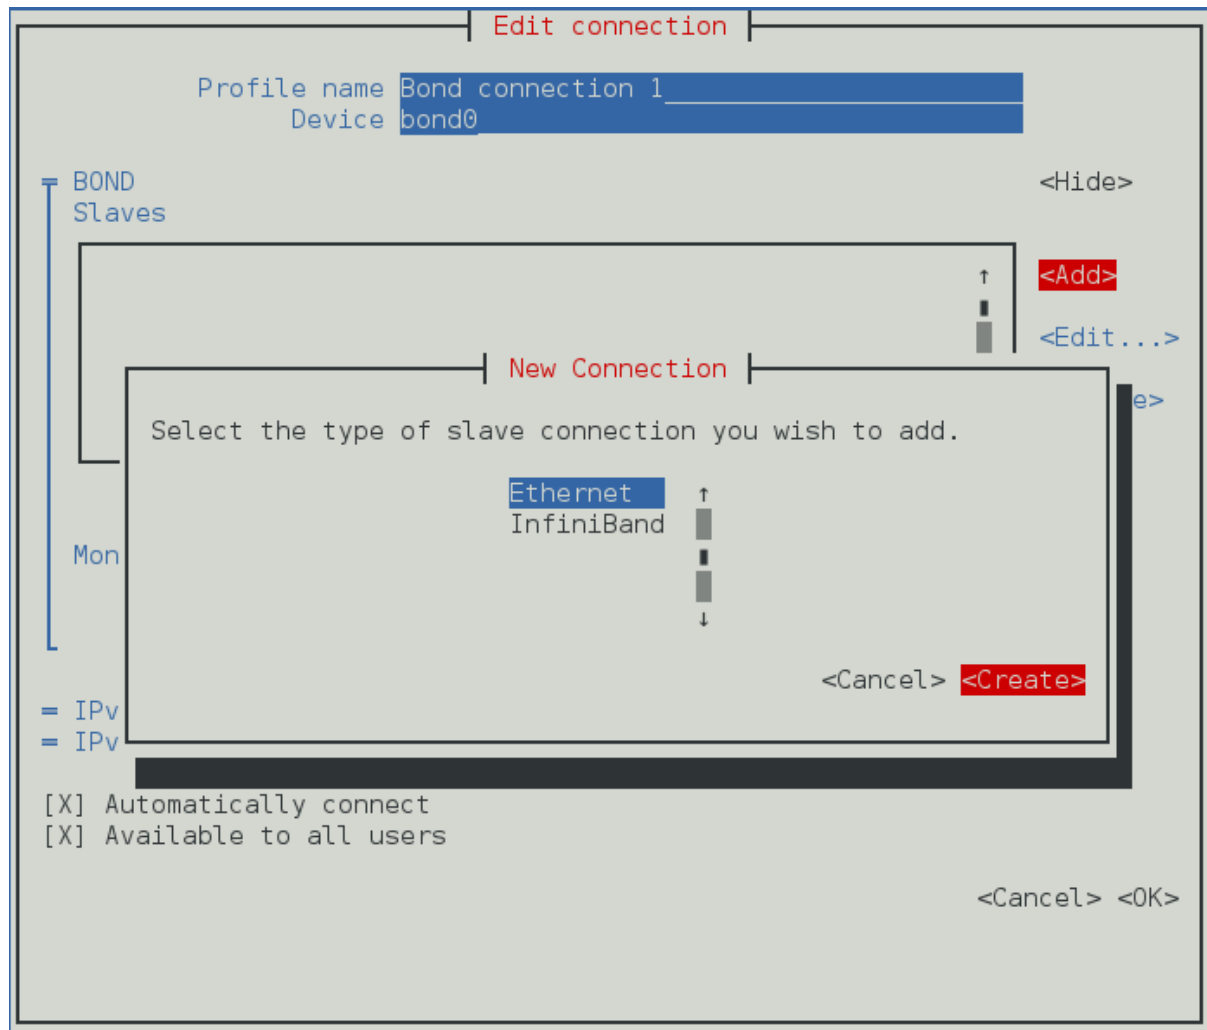 Edit connection
Profile name Bond connection 1
Device bond0
BOND <Hide>
Slaves
↑ <Add>
<Edit...>
New Connection
e>
Select the type of slave connection you wish to add.
Ethernet ↑
InfiniBand
Mon
↓
<Cancel> <Create>
= IPv
= IPv
[X] Automatically connect
[X] Available to all users
<Cancel> <OK>